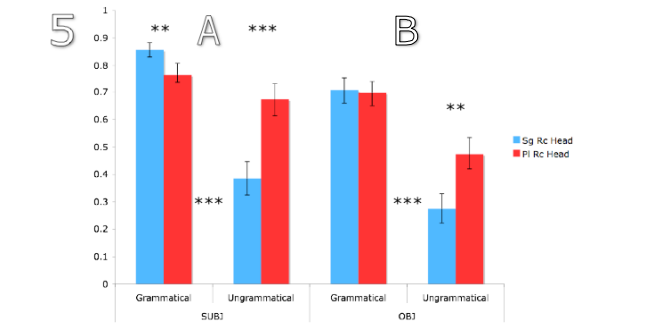 5 A B
1
0.9
0.8
0.7
0.6
0.5
0.4
0.3
0.2
0.1
0
** ***
**
*** ***
Sg Rc Head
Pl Rc Head
Grammatical Ungrammatical Grammatical Ungrammatical
SUBJ OBJ